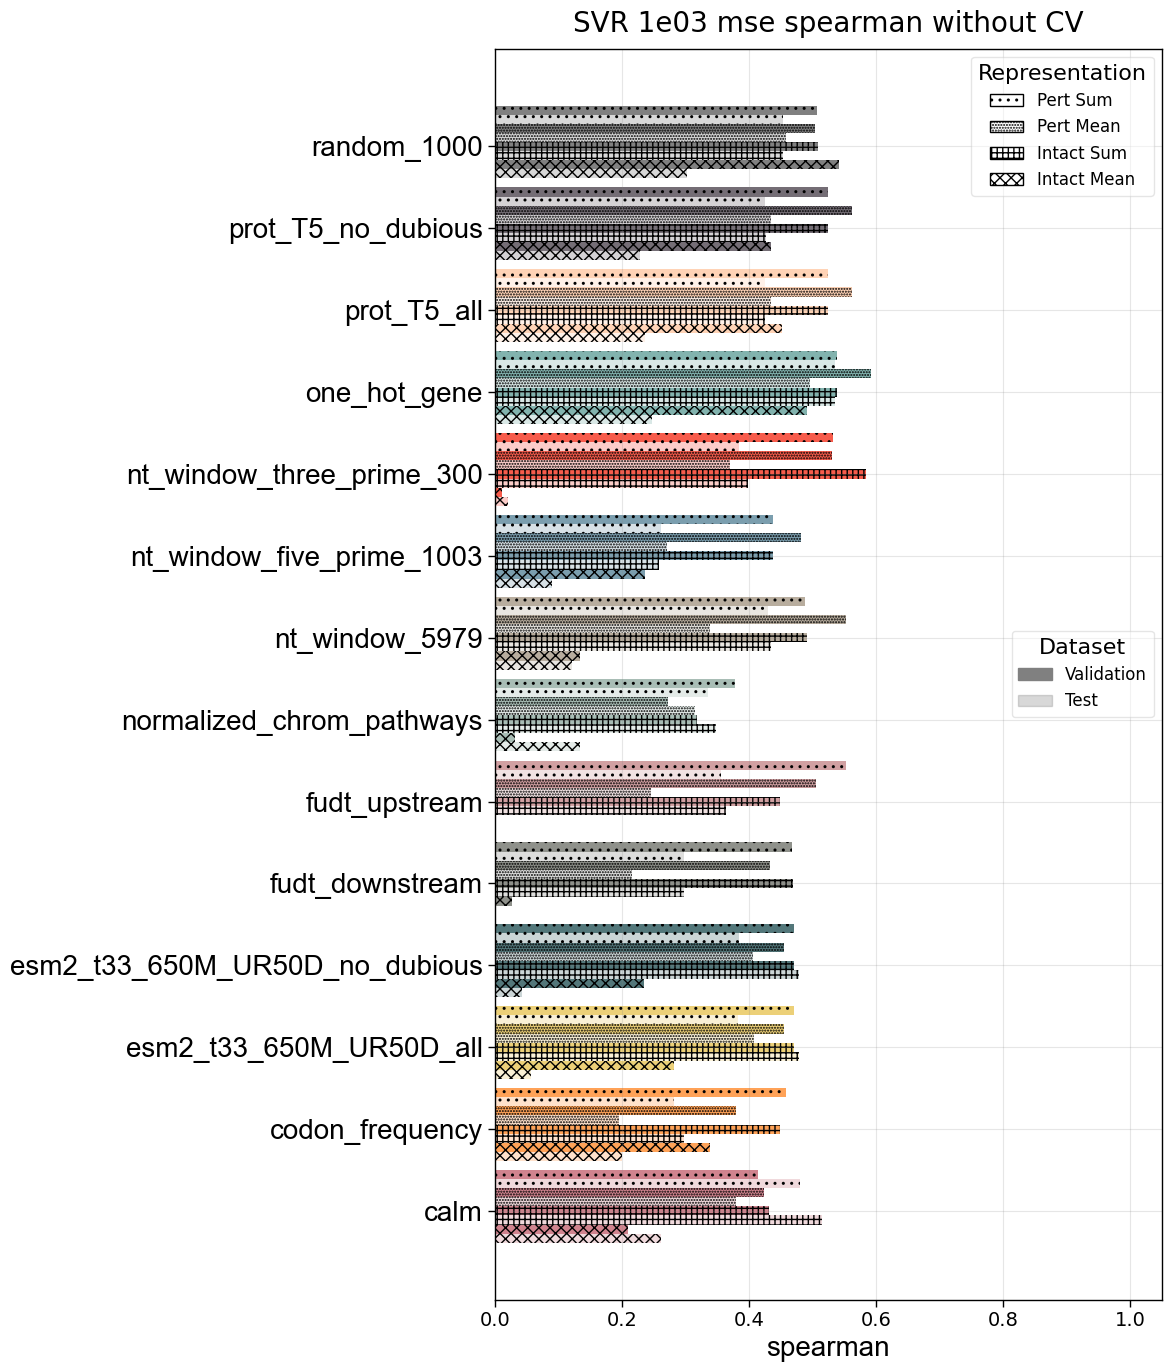 SVR 1e03 mse spearman without CV
Representation
Pert Sum
Pert Mean
Intact Sum
Intact Mean
random_1000
prot_T5_no_dubious
prot_T5_all
one_hot_gene
nt_window_three_prime_300
nt_window_five_prime_1003
nt_window_5979
Dataset
Validation
Test
normalized_chrom_pathways
fudt_upstream
fudt_downstream
esm2_t33_650M_UR50D_no_dubious
esm2_t33_650M_UR50D_all
codon_frequency
calm
0.0 0.2 0.4 0.6 0.8 1.0
spearman